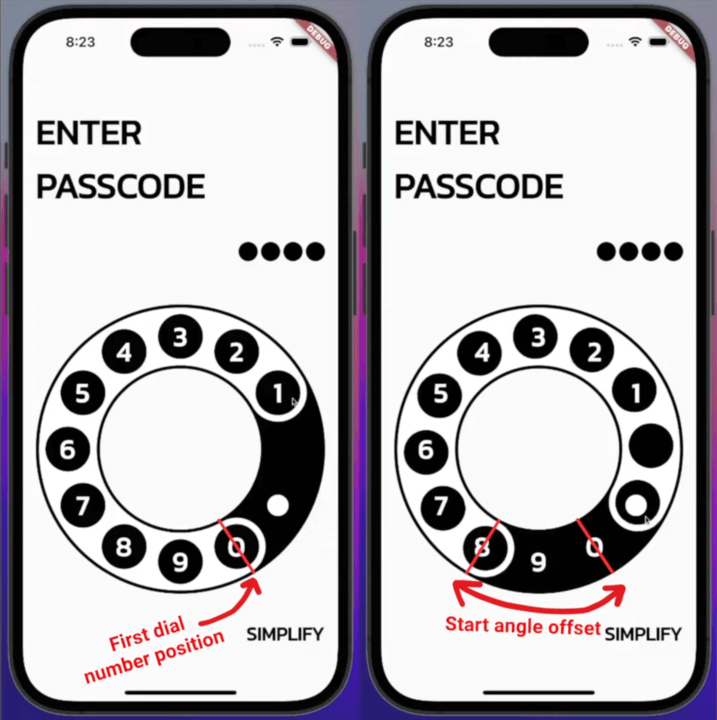 8:23
DEBUG
ENTER
PASSCODE
3
4
2
5
1
6
7
8
0
9
First dial
number position
SIMPLIFY
8:23
DEBUG
ENTER
PASSCODE
3
4
2
5
1
6
7
8
0
9
Start angle offset
SIMPLIFY